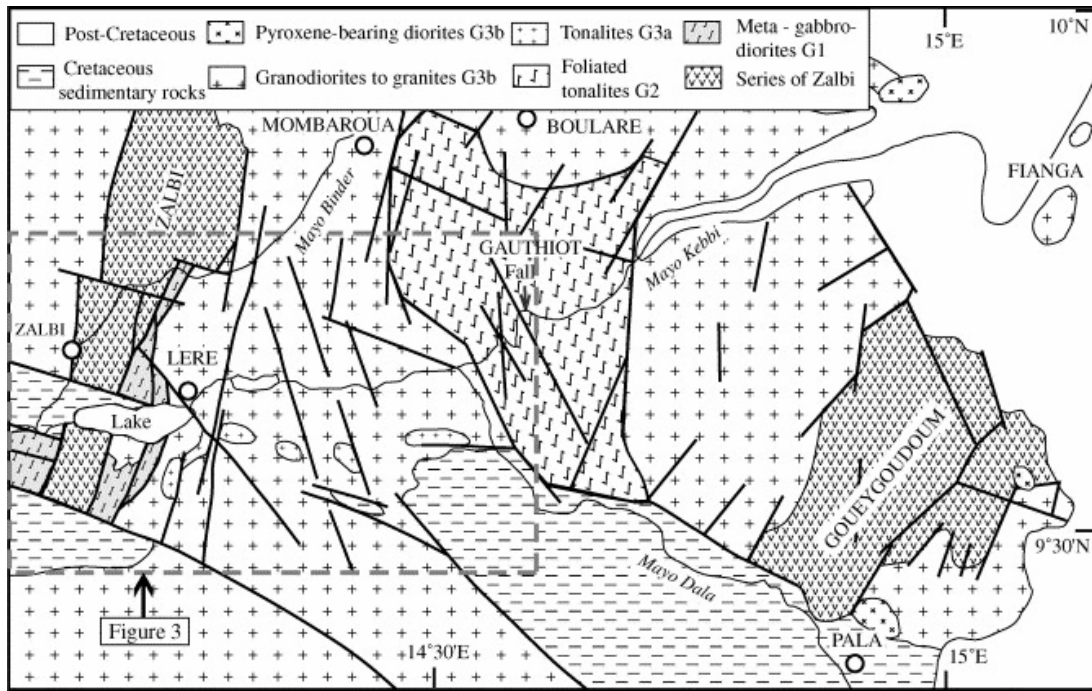 Post-Cretaceous
Pyroxene-bearing diorites G3b
Tonalites G3a
Meta - gabbro-
diorites G1
Cretaceous
sedimentary rocks
Granodiorites to granites G3b
Foliated
tonalites G2
Series of Zalbi
15°E
10°N
MOMBAROUA
BOULARE
FIANGA
ZALBI
Mayo Binder
GAUTHIOT
Fall
Mayo Kebbi
ZALBI
LERE
Lake
GOUEYGOUDOUM
9°30'N
Mayo Dala
Figure 3
14°30'E
PALA
15°E